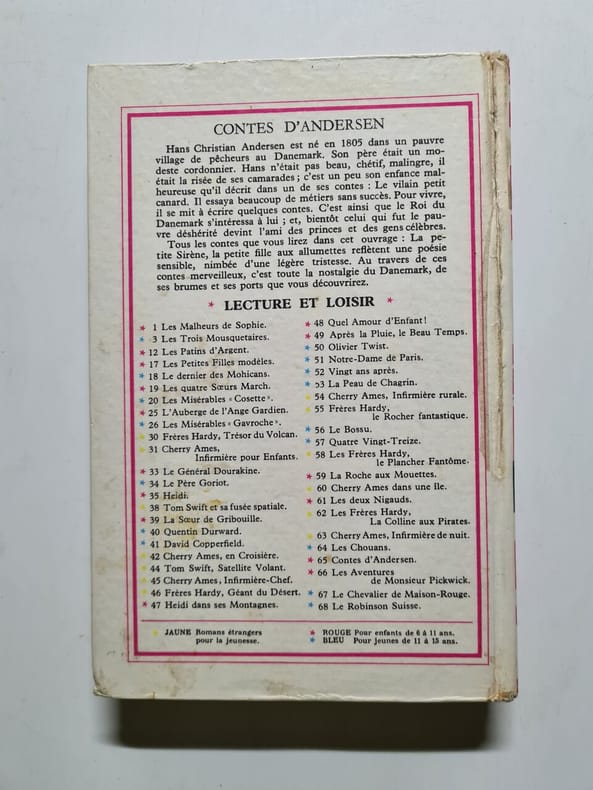 CONTES D'ANDERSEN
Hans Christian Andersen est né en 1805 dans un pauvre
village de pêcheurs au Danemark. Son père était un mo-
deste cordonnier. Hans n'était pas beau, chétif, malingre, il
était la risée de ses camarades ; c'est un peu son enfance mal-
heureuse qu'il décrit dans un de ses contes : Le vilain petit
canard. Il essaya beaucoup de métiers sans succès. Pour vivre,
il se mit à écrire quelques contes. C'est ainsi que le Roi du
Danemark s'intéressa à lui ; et, bientôt celui qui fut le pau-
vre déshérité devint l'ami des princes et des gens célèbres.
Tous les contes que vous lirez dans cet ouvrage : La pe-
tite Sirène, la petite fille aux allumettes reflètent une poésie
sensible, nimbée d'une légère tristesse. Au travers de ces
contes merveilleux, c'est toute la nostalgie du Danemark, de
ses brumes et ses ports que vous découvrirez.
* LECTURE ET LOISIR *
* 1 Les Malheurs de Sophie.
* 3 Les Trois Mousquetaires.
* 12 Les Patins d'Argent.
* 17 Les Petites Filles modèles.
* 18 Le dernier des Mohicans.
* 19 Les quatre Sœurs March.
* 20 Les Misérables « Cosette ».
* 25 L'Auberge de l'Ange Gardien.
* 26 Les Misérables « Gavroche ».
* 30 Frères Hardy, Trésor du Volcan.
* 31 Cherry Ames,
Infirmière pour Enfants.
* 33 Le Général Dourakine.
* 34 Le Père Goriot.
* 35 Heidi.
* 38 Tom Swift et sa fusée spatiale.
* 39 La Sœur de Gribouille.
* 40 Quentin Durward.
* 41 David Copperfield.
* 42 Cherry Ames, en Croisière.
* 44 Tom Swift, Satellite Volant.
* 45 Cherry Ames, Infirmière-Chef.
* 46 Frères Hardy, Géant du Désert.
* 47 Heidi dans ses Montagnes.
* 48 Quel Amour d'Enfant !
* 49 Après la Pluie, le Beau Temps.
* 50 Olivier Twist.
* 51 Notre-Dame de Paris.
* 52 Vingt ans après.
* 53 La Peau de Chagrin.
* 54 Cherry Ames, Infirmière rurale.
* 55 Frères Hardy,
le Rocher fantastique.
* 56 Le Bossu.
* 57 Quatre Vingt-Treize.
* 58 Les Frères Hardy,
le Plancher Fantôme.
* 59 La Roche aux Mouettes.
* 60 Cherry Ames dans une île.
* 61 Les deux Nigauds.
* 62 Les Frères Hardy,
La Colline aux Pirates.
* 63 Cherry Ames, Infirmière de nuit.
* 64 Les Chouans.
* 65 Contes d'Andersen.
* 66 Les Aventures
de Monsieur Pickwick.
* 67 Le Chevalier de Maison-Rouge.
* 68 Le Robinson Suisse.
* JAUNE Romans étrangers
pour la jeunesse.
* ROUGE Pour enfants de 6 à 11 ans.
* BLEU Pour jeunes de 11 à 15 ans.